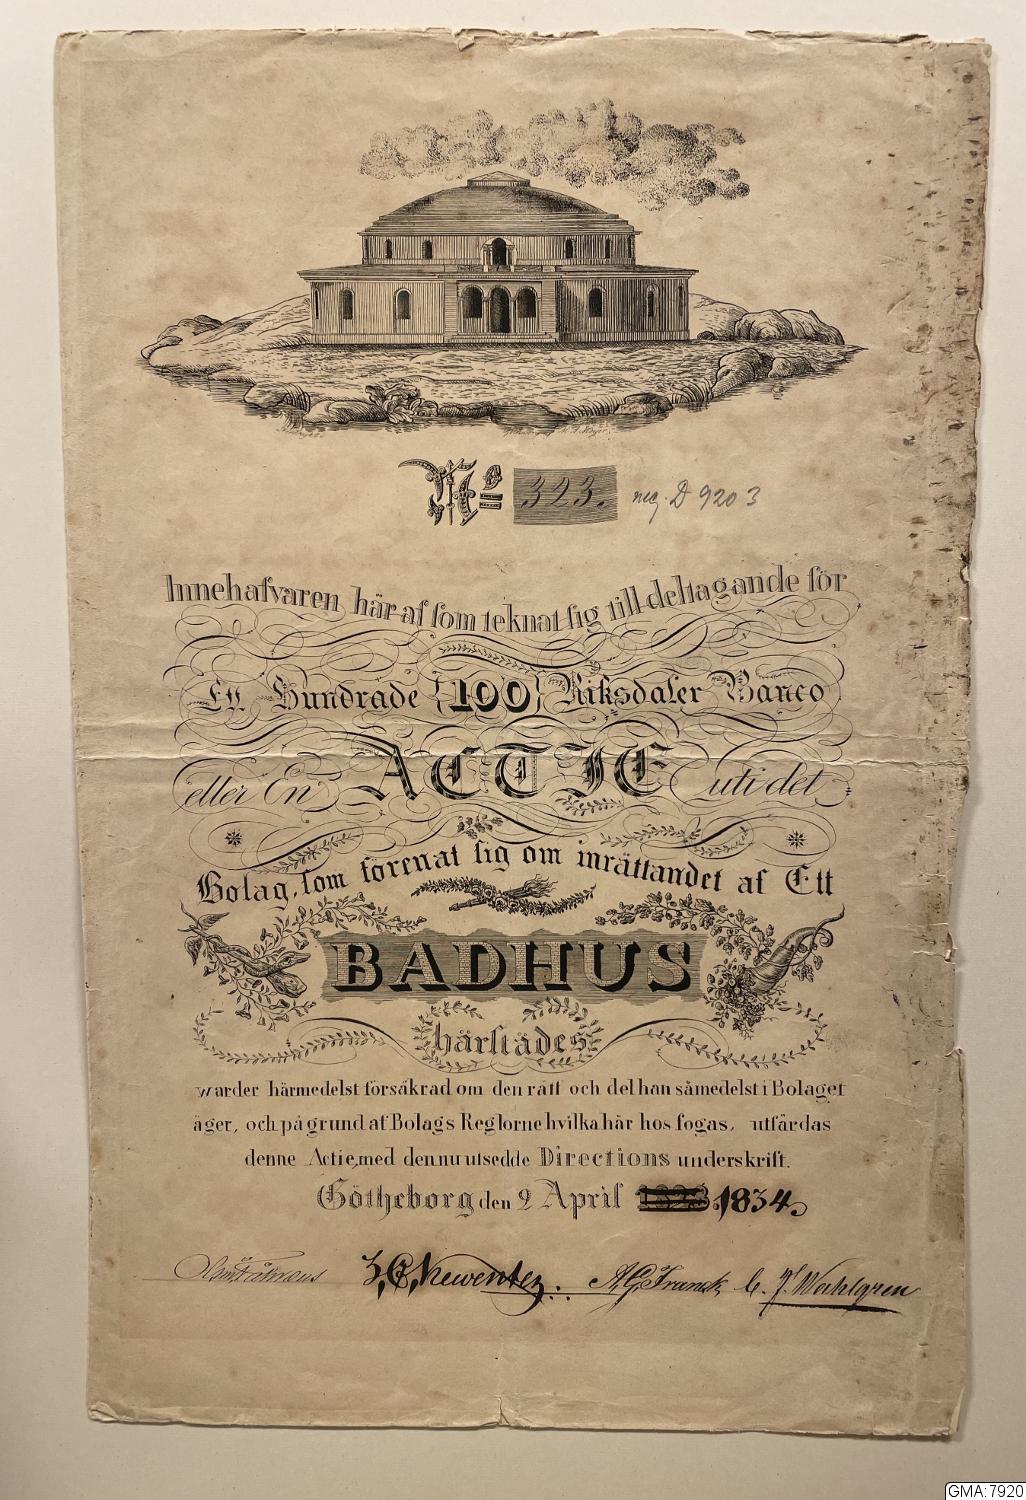 No 323. neg. D 9203
Innehafvaren häraf som teknat sig till deltagande för
Ett Hundrade {100} Riksdaler Banco
eller En ACTIE uti det
Bolag, som förenat sig om inrättandet af Ett
BADHUS
härstädes
warder härmedelst försäkrad om den rätt och del han såmedelst i Bolaget
äger, och på grund af Bolags Reglorne hvilka här hos fogas, utfärdas
denne Actie, med den nu utsedde Directions underskrift.
Götheborg den 2 April 1823. 1834.
A. G. Franck C. J. Wahlgren
GMA:7920